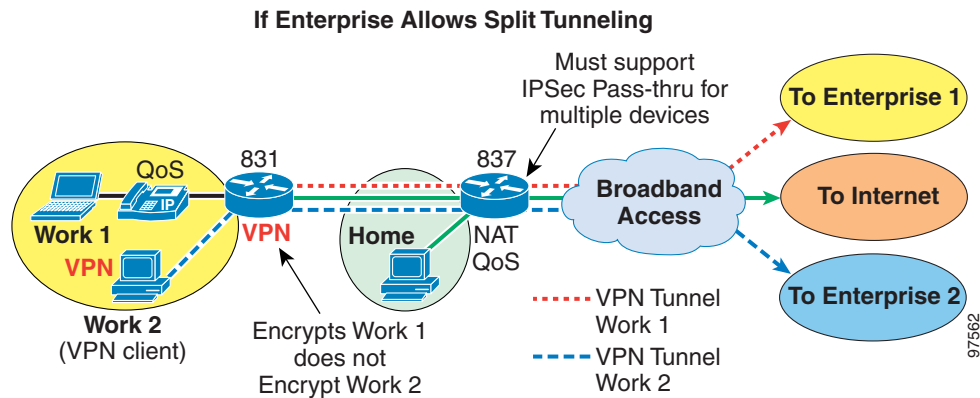 If Enterprise Allows Split Tunneling
Must support
IPSec Pass-thru for
multiple devices
To Enterprise 1
QoS
831
837
IP
Broadband
Access
To Internet
Work 1
VPN
Home
NAT
QoS
VPN
Work 2
(VPN client)
Encrypts Work 1
does not
Encrypt Work 2
VPN Tunnel
Work 1
VPN Tunnel
Work 2
To Enterprise 2
97562